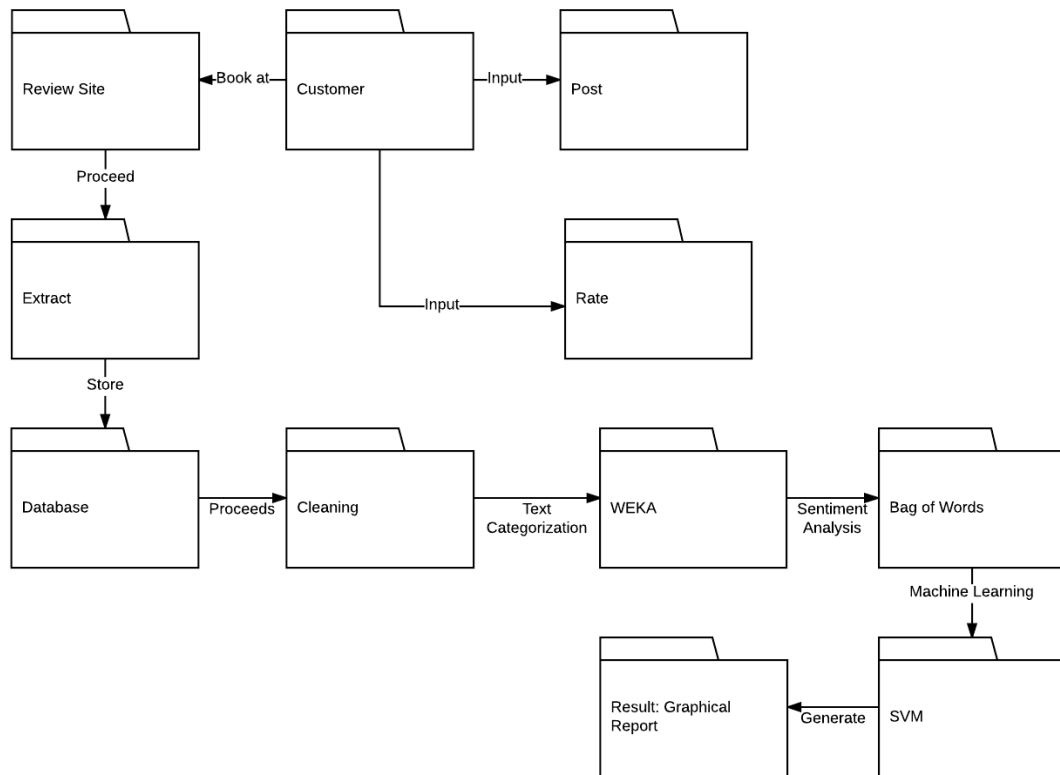 Review Site
Book at
Customer
Input
Post
Proceed
Extract
Input
Rate
Store
Database
Proceeds
Cleaning
Text
Categorization
WEKA
Sentiment
Analysis
Bag of Words
Machine Learning
Result: Graphical
Report
Generate
SVM